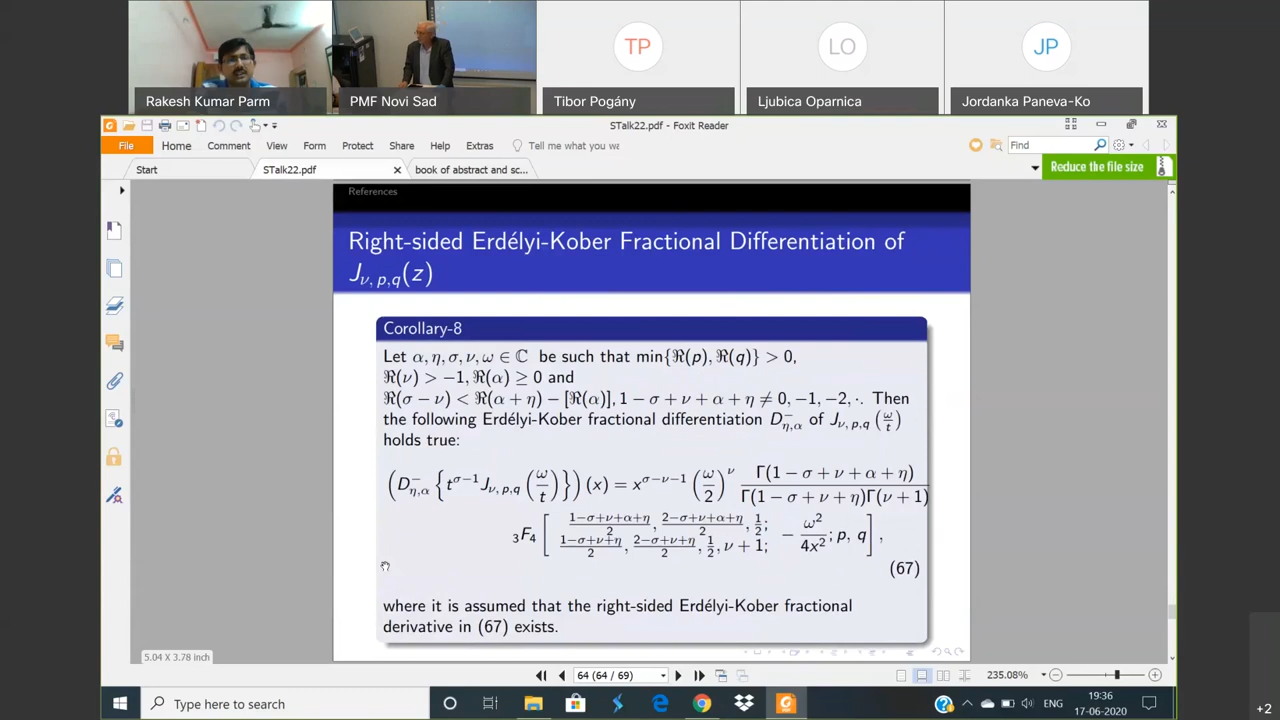 TP
LO
JP
Rakesh Kumar Parm
PMF Novi Sad
Tibor Pogány
Ljubica Oparnica
Jordanka Paneva-Ko
STalk22.pdf - Foxit Reader
File Home Comment View Form Protect Share Help Extras Tell me what you wa Find
Start STalk22.pdf book of abstract and sc... Reduce the file size
References
Right-sided Erdélyi-Kober Fractional Differentiation of
J_{ν, p,q}(z)
Corollary-8
Let α, η, σ, ν, ω ∈ ℂ be such that min{ℜ(p), ℜ(q)} > 0,
ℜ(ν) > −1, ℜ(α) ≥ 0 and
ℜ(σ − ν) < ℜ(α + η) − [ℜ(α)], 1 − σ + ν + α + η ≠ 0, −1, −2, ·. Then
the following Erdélyi-Kober fractional differentiation D^−_{η,α} of J_{ν, p,q} (ω/t)
holds true:
(D^−_{η,α} {t^{σ−1} J_{ν, p,q} (ω/t)}) (x) = x^{σ−ν−1} (ω/2)^ν Γ(1 − σ + ν + α + η) / Γ(1 − σ + ν + η)Γ(ν + 1)
₃F₄ [ (1−σ+ν+α+η)/2, (2−σ+ν+α+η)/2, 1/2; (1−σ+ν+η)/2, (2−σ+ν+η)/2, 1/2, ν + 1; − ω²/4x²; p, q ],
(67)
where it is assumed that the right-sided Erdélyi-Kober fractional
derivative in (67) exists.
5.04 x 3.78 inch
64 (64 / 69) 235.08%
Type here to search
ENG
19:36
17-06-2020
+2